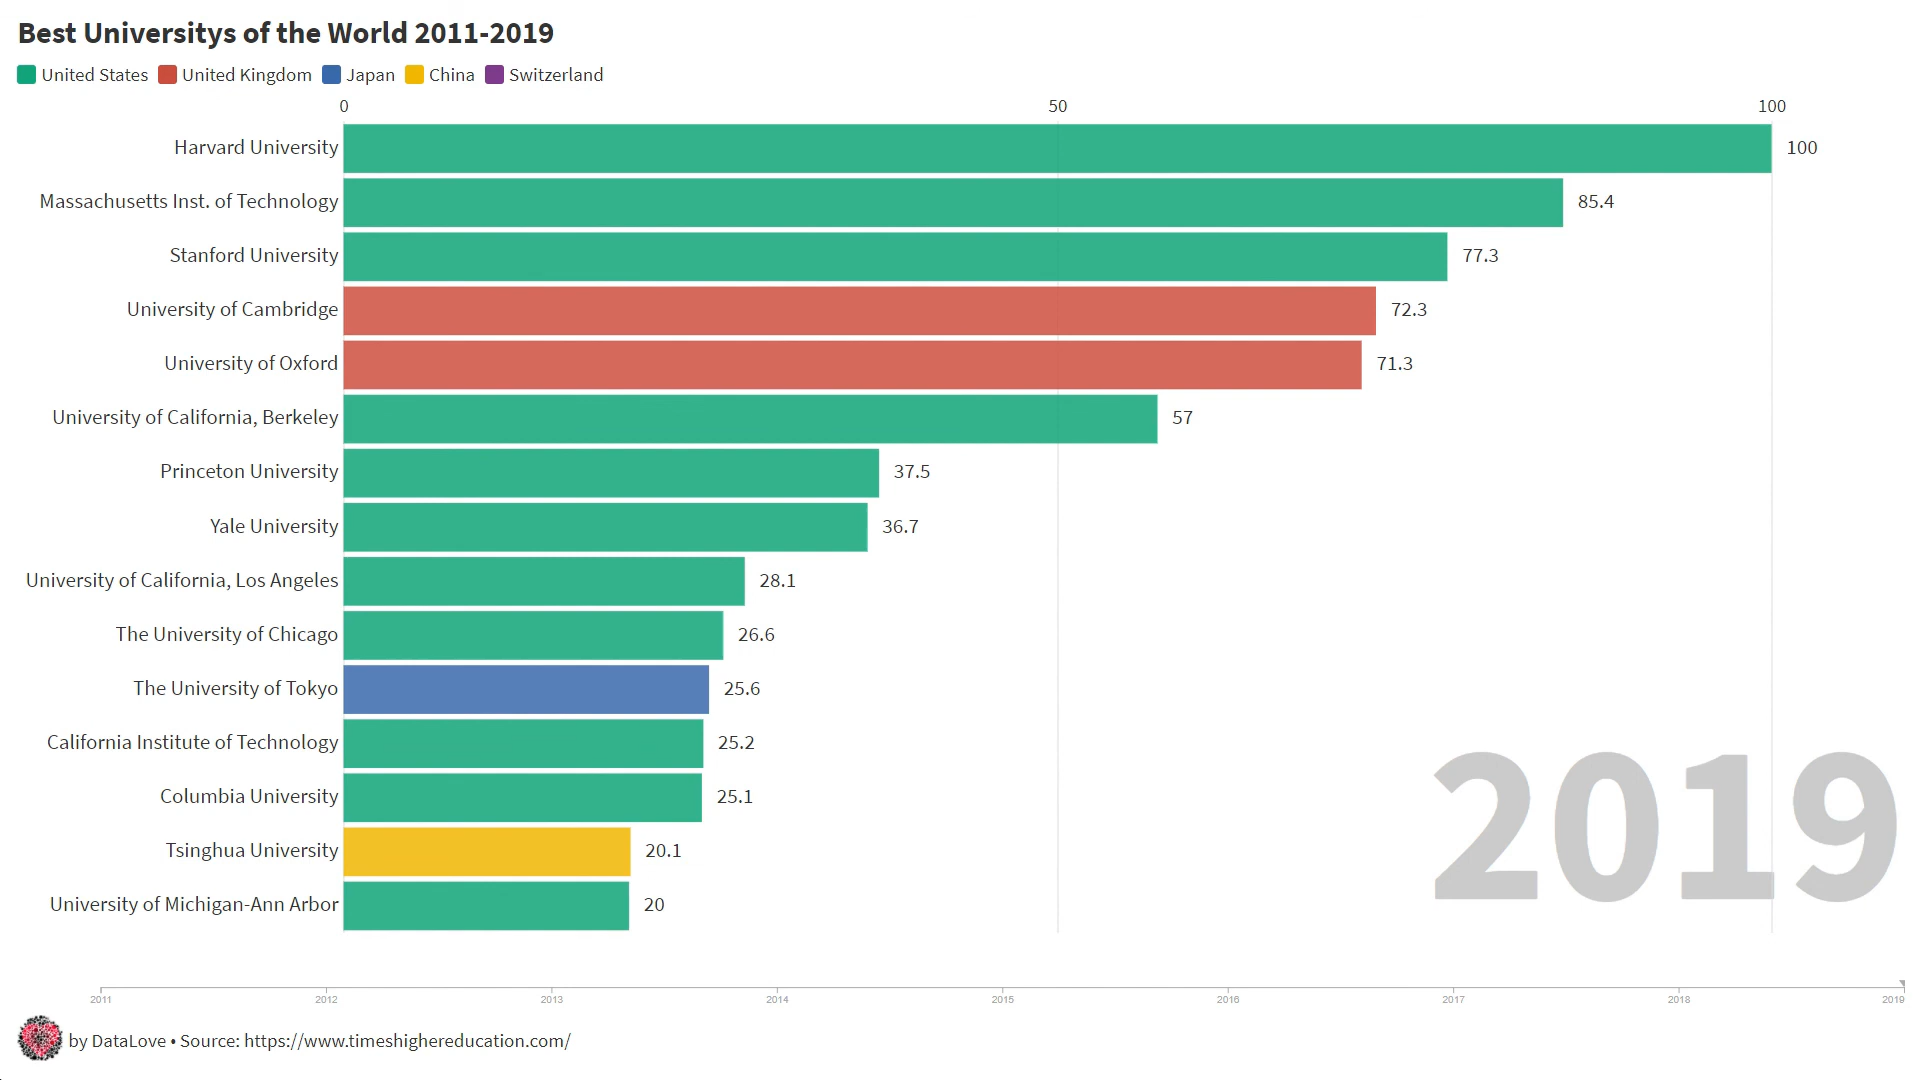 Best Universitys of the World 2011-2019
United States United Kingdom Japan China Switzerland
0 50 100
Harvard University 100
Massachusetts Inst. of Technology 85.4
Stanford University 77.3
University of Cambridge 72.3
University of Oxford 71.3
University of California, Berkeley 57
Princeton University 37.5
Yale University 36.7
University of California, Los Angeles 28.1
The University of Chicago 26.6
The University of Tokyo 25.6
California Institute of Technology 25.2
Columbia University 25.1
Tsinghua University 20.1
University of Michigan-Ann Arbor 20
2019
2011 2012 2013 2014 2015 2016 2017 2018 2019
by DataLove • Source: https://www.timeshighereducation.com/